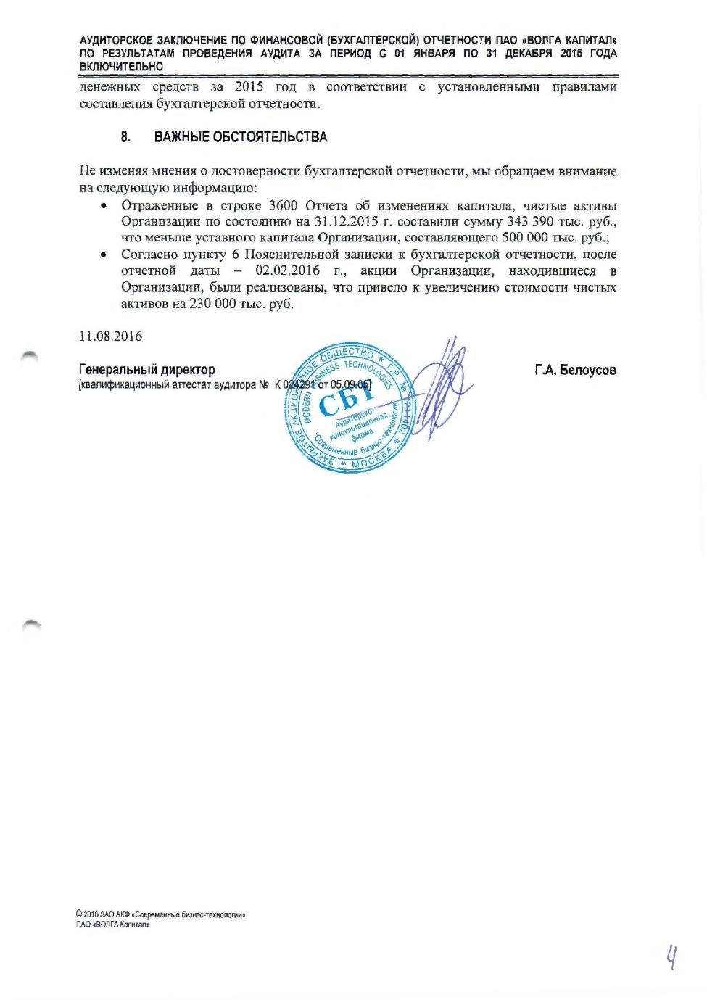 АУДИТОРСКОЕ ЗАКЛЮЧЕНИЕ ПО ФИНАНСОВОЙ (БУХГАЛТЕРСКОЙ) ОТЧЕТНОСТИ ПАО «ВОЛГА КАПИТАЛ»
ПО РЕЗУЛЬТАТАМ ПРОВЕДЕНИЯ АУДИТА ЗА ПЕРИОД С 01 ЯНВАРЯ ПО 31 ДЕКАБРЯ 2015 ГОДА
ВКЛЮЧИТЕЛЬНО
денежных средств за 2015 год в соответствии с установленными правилами
составления бухгалтерской отчетности.
8. ВАЖНЫЕ ОБСТОЯТЕЛЬСТВА
Не изменяя мнения о достоверности бухгалтерской отчетности, мы обращаем внимание
на следующую информацию:
• Отраженные в строке 3600 Отчета об изменениях капитала, чистые активы
Организации по состоянию на 31.12.2015 г. составили сумму 343 390 тыс. руб.,
что меньше уставного капитала Организации, составляющего 500 000 тыс. руб.;
• Согласно пункту 6 Пояснительной записки к бухгалтерской отчетности, после
отчетной даты – 02.02.2016 г., акции Организации, находившиеся в
Организации, были реализованы, что привело к увеличению стоимости чистых
активов на 230 000 тыс. руб.
11.08.2016
Генеральный директор Г.А. Белоусов
[квалификационный аттестат аудитора № К 024291 от 05.09.05]
ЗАКРЫТОЕ АКЦИОНЕРНОЕ ОБЩЕСТВО * Г.Р. № * МОСКВА *
MODERN BUSINESS TECHNOLOGIES
"Современные бизнес-технологии"
СБТ
Аудиторско-
консультационная
фирма
© 2016 ЗАО АКФ «Современные бизнес-технологии»
ПАО «ВОЛГА Капитал»
4